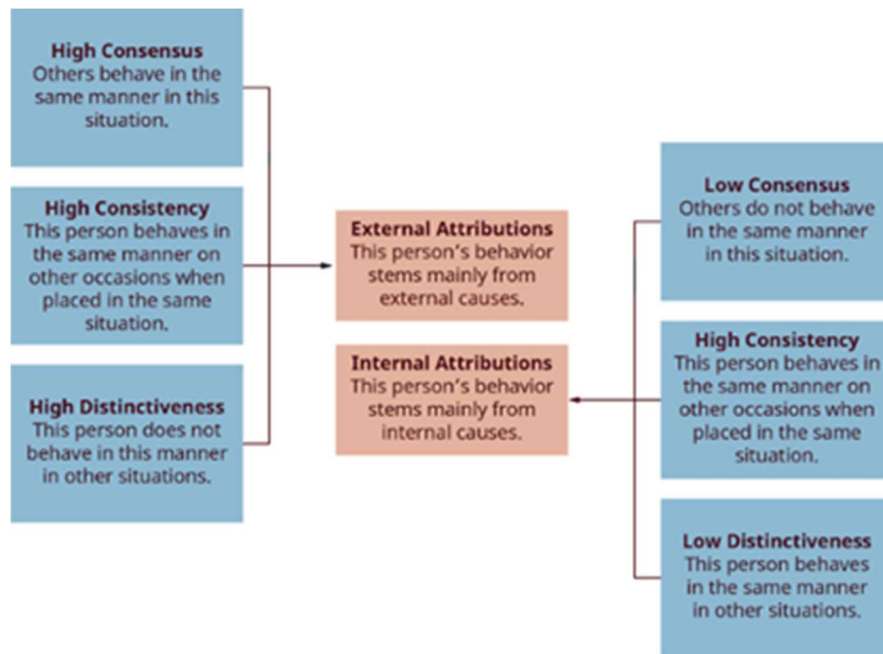 High Consensus
Others behave in the
same manner in this
situation.
High Consistency
This person behaves in
the same manner on
other occasions when
placed in the same
situation.
High Distinctiveness
This person does not
behave in this manner
in other situations.
External Attributions
This person's behavior
stems mainly from
external causes.
Internal Attributions
This person's behavior
stems mainly from
internal causes.
Low Consensus
Others do not behave
in the same manner
in this situation.
High Consistency
This person behaves in
the same manner on
other occasions when
placed in the same
situation.
Low Distinctiveness
This person behaves
in the same manner
in other situations.